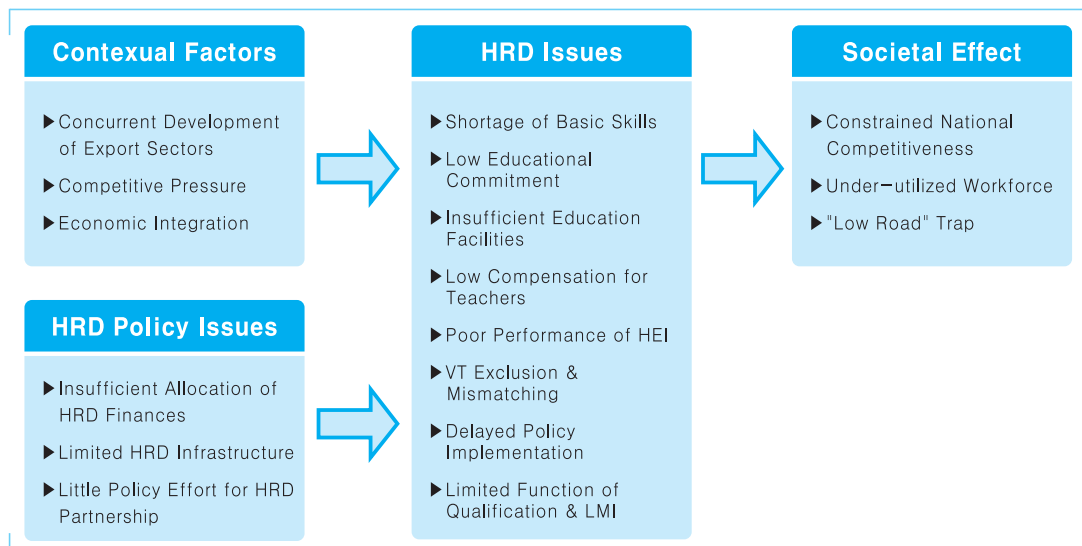 Contexual Factors
▶Concurrent Development
of Export Sectors
▶Competitive Pressure
▶Economic Integration
HRD Policy Issues
▶Insufficient Allocation of
HRD Finances
▶Limited HRD Infrastructure
▶Little Policy Effort for HRD
Partnership
HRD Issues
▶Shortage of Basic Skills
▶Low Educational
Commitment
▶Insufficient Education
Facilities
▶Low Compensation for
Teachers
▶Poor Performance of HEI
▶VT Exclusion &
Mismatching
▶Delayed Policy
Implementation
▶Limited Function of
Qualification & LMI
Societal Effect
▶Constrained National
Competitiveness
▶Under-utilized Workforce
▶"Low Road" Trap